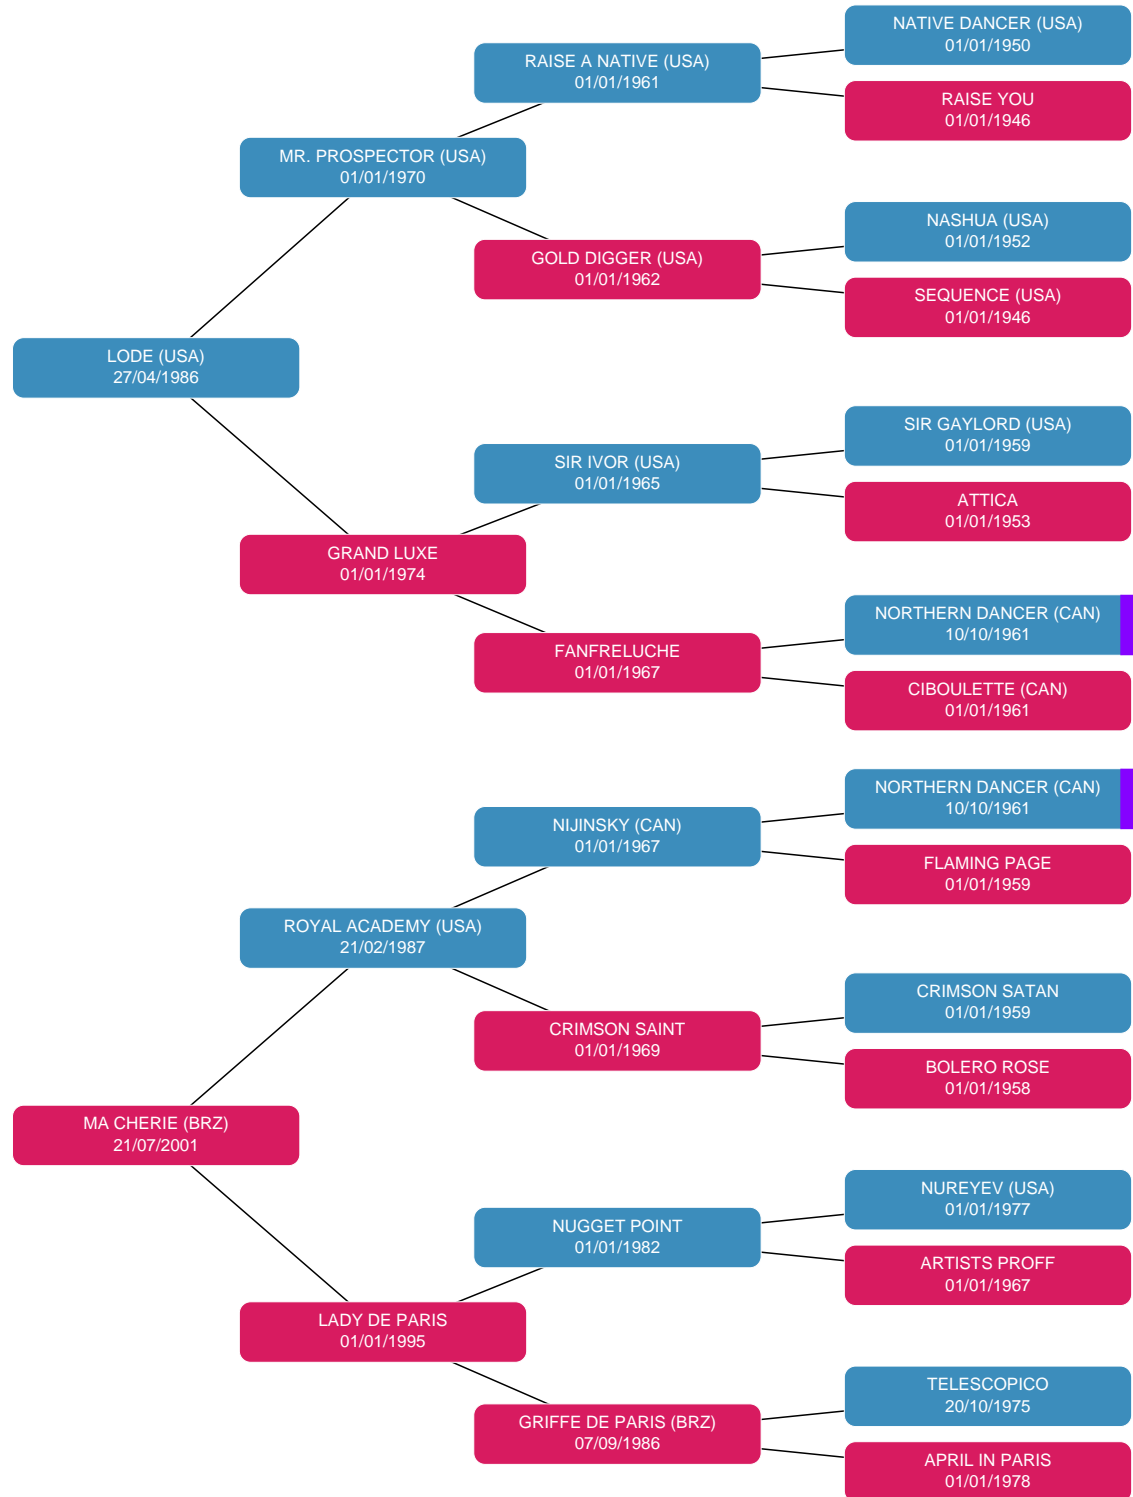 NATIVE DANCER (USA)
01/01/1950
RAISE A NATIVE (USA)
01/01/1961
RAISE YOU
01/01/1946
MR. PROSPECTOR (USA)
01/01/1970
NASHUA (USA)
01/01/1952
GOLD DIGGER (USA)
01/01/1962
SEQUENCE (USA)
01/01/1946
LODE (USA)
27/04/1986
SIR GAYLORD (USA)
01/01/1959
SIR IVOR (USA)
01/01/1965
ATTICA
01/01/1953
GRAND LUXE
01/01/1974
NORTHERN DANCER (CAN)
10/10/1961
FANFRELUCHE
01/01/1967
CIBOULETTE (CAN)
01/01/1961
NORTHERN DANCER (CAN)
10/10/1961
NIJINSKY (CAN)
01/01/1967
FLAMING PAGE
01/01/1959
ROYAL ACADEMY (USA)
21/02/1987
CRIMSON SATAN
01/01/1959
CRIMSON SAINT
01/01/1969
BOLERO ROSE
01/01/1958
MA CHERIE (BRZ)
21/07/2001
NUREYEV (USA)
01/01/1977
NUGGET POINT
01/01/1982
ARTISTS PROFF
01/01/1967
LADY DE PARIS
01/01/1995
TELESCOPICO
20/10/1975
GRIFFE DE PARIS (BRZ)
07/09/1986
APRIL IN PARIS
01/01/1978